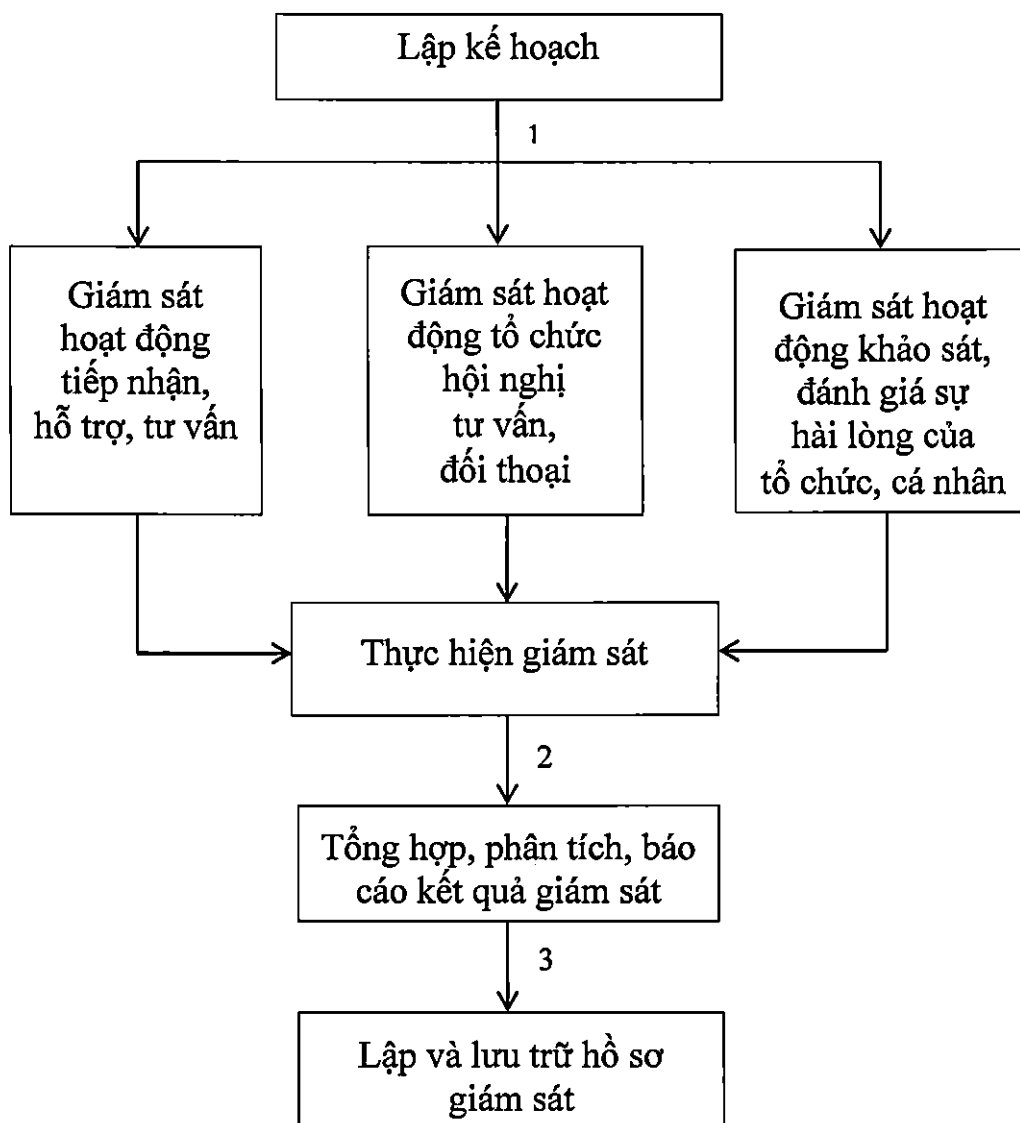 Lập kế hoạch
1
Giám sát
hoạt động
tiếp nhận,
hỗ trợ, tư vấn
Giám sát hoạt
động tổ chức
hội nghị
tư vấn,
đối thoại
Giám sát hoạt
động khảo sát,
đánh giá sự
hài lòng của
tổ chức, cá nhân
Thực hiện giám sát
2
Tổng hợp, phân tích, báo
cáo kết quả giám sát
3
Lập và lưu trữ hồ sơ
giám sát